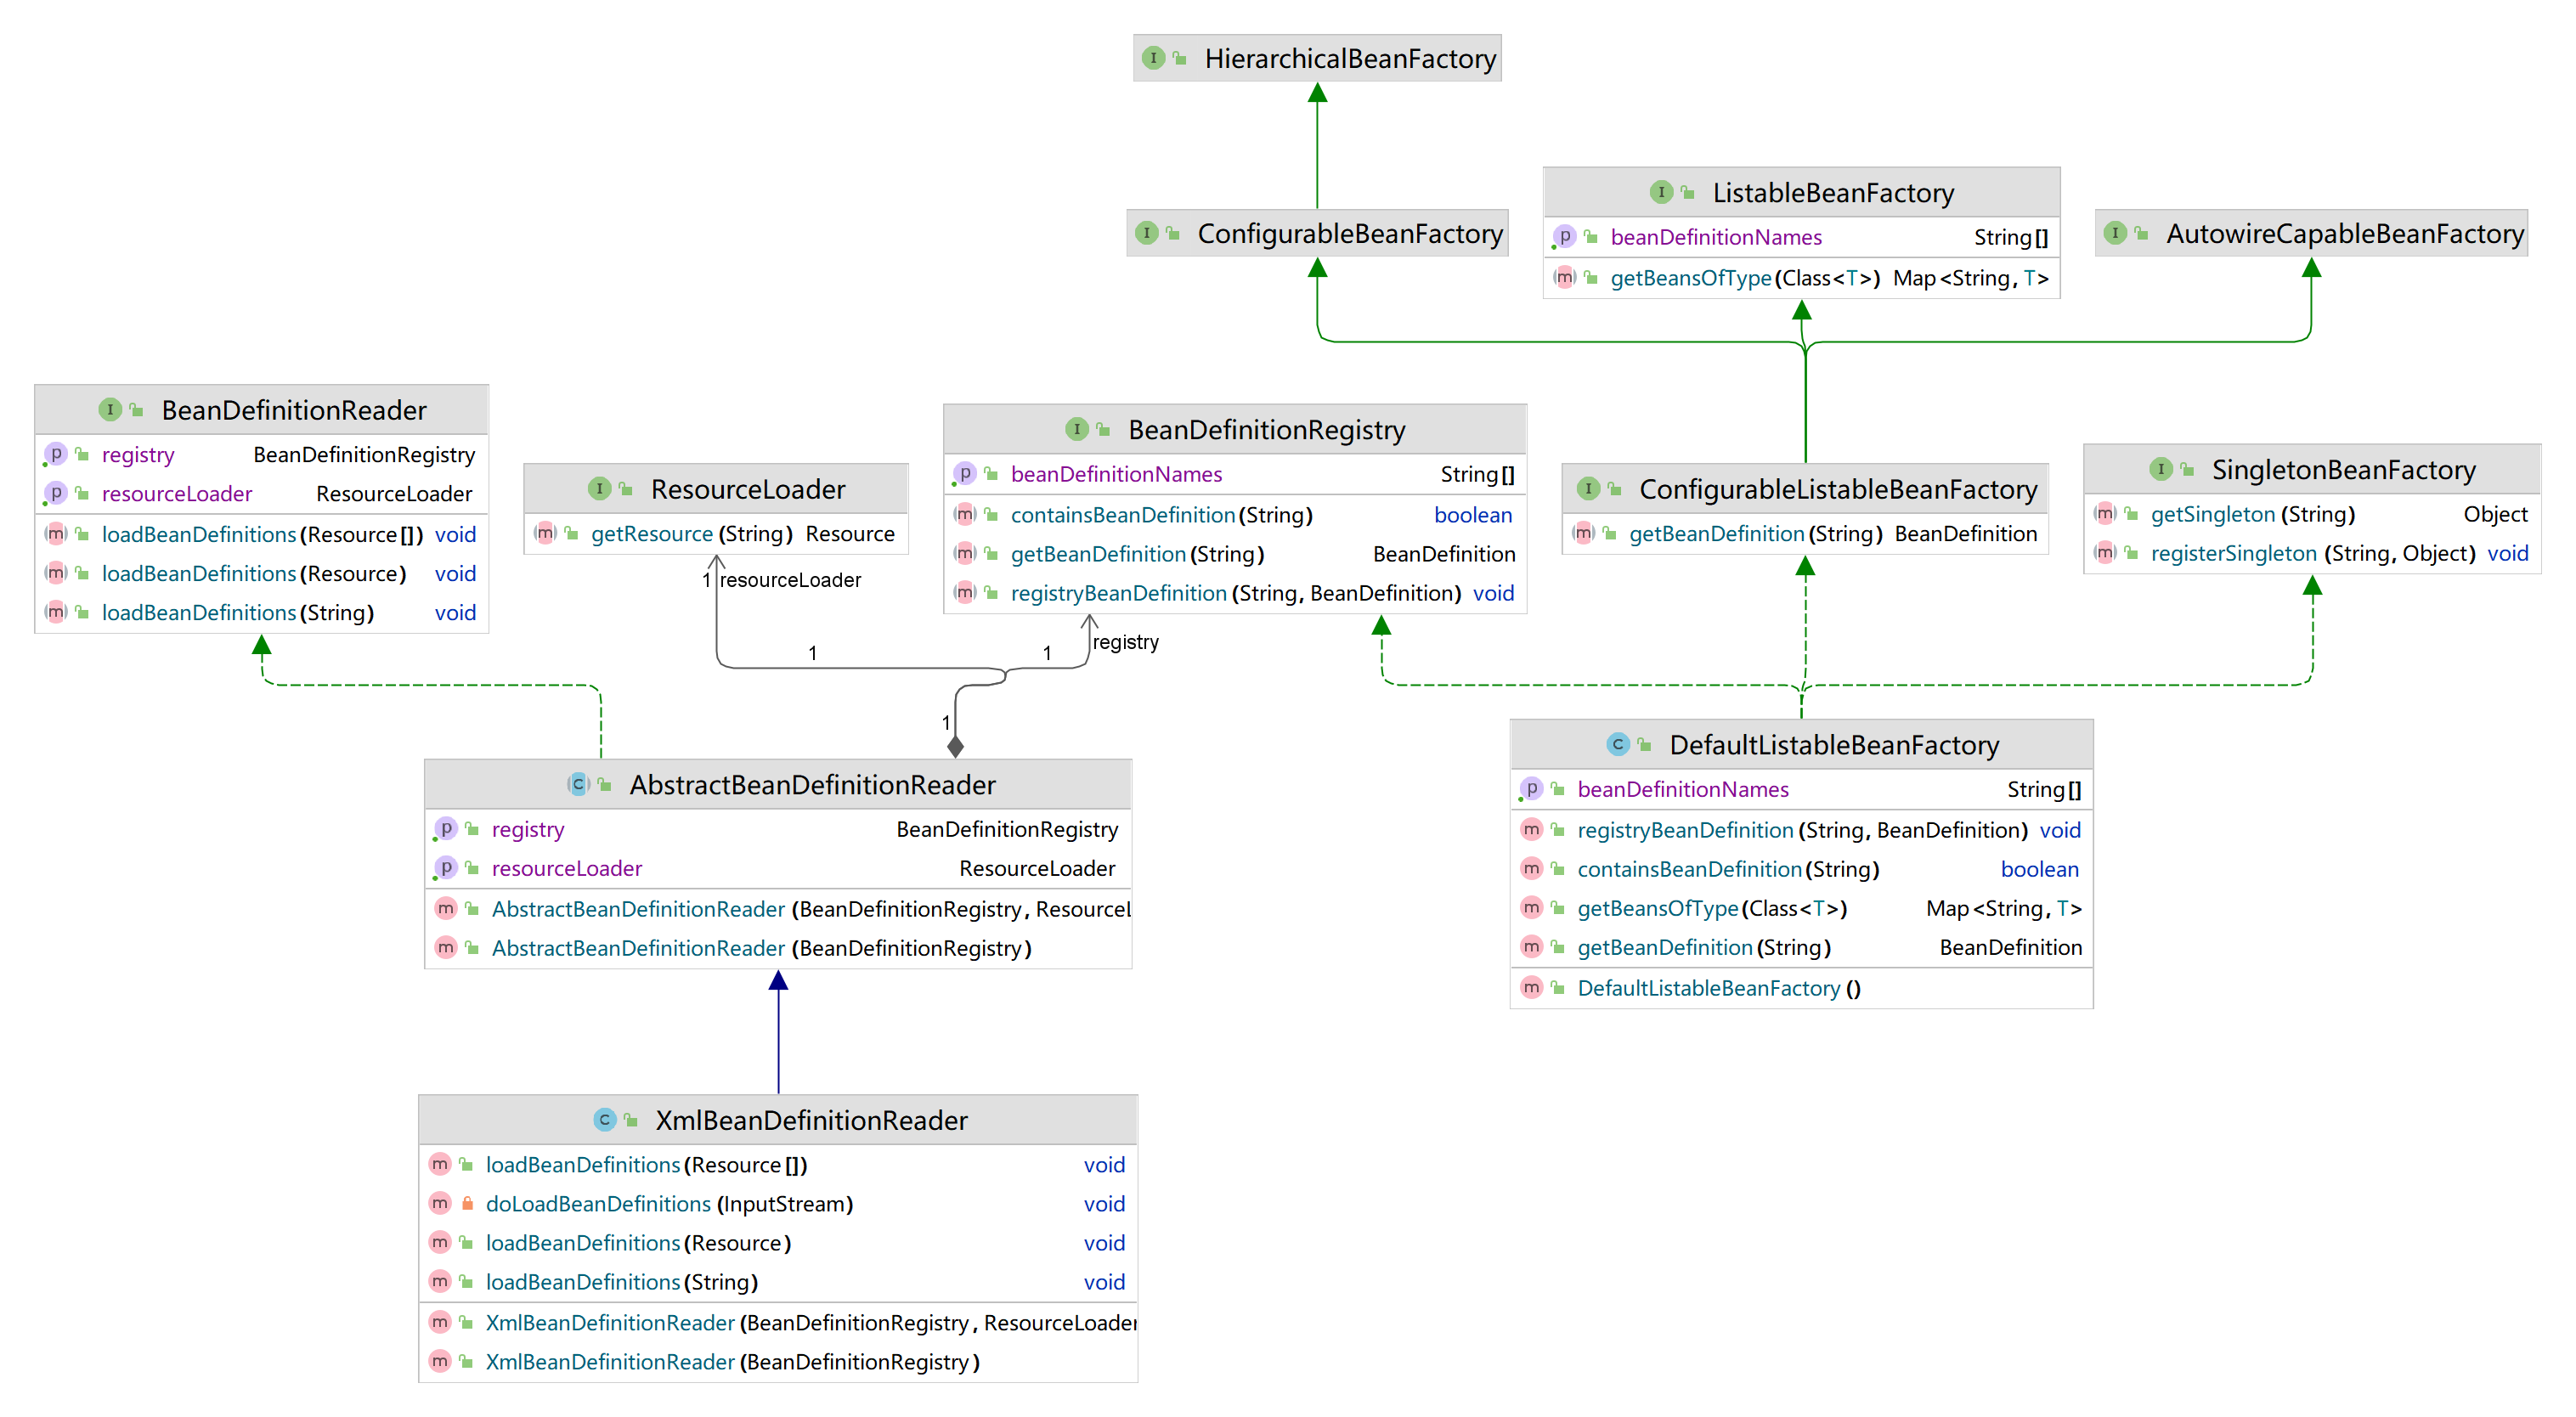 HierarchicalBeanFactory
ConfigurableBeanFactory
ListableBeanFactory
beanDefinitionNames String[]
getBeansOfType(Class<T>) Map<String, T>
AutowireCapableBeanFactory
BeanDefinitionReader
registry BeanDefinitionRegistry
resourceLoader ResourceLoader
loadBeanDefinitions(Resource[]) void
loadBeanDefinitions(Resource) void
loadBeanDefinitions(String) void
ResourceLoader
getResource(String) Resource
BeanDefinitionRegistry
beanDefinitionNames String[]
containsBeanDefinition(String) boolean
getBeanDefinition(String) BeanDefinition
registryBeanDefinition(String, BeanDefinition) void
ConfigurableListableBeanFactory
getBeanDefinition(String) BeanDefinition
SingletonBeanFactory
getSingleton(String) Object
registerSingleton(String, Object) void
1 resourceLoader
1
1
registry
1
AbstractBeanDefinitionReader
registry BeanDefinitionRegistry
resourceLoader ResourceLoader
AbstractBeanDefinitionReader(BeanDefinitionRegistry, ResourceL
AbstractBeanDefinitionReader(BeanDefinitionRegistry)
DefaultListableBeanFactory
beanDefinitionNames String[]
registryBeanDefinition(String, BeanDefinition) void
containsBeanDefinition(String) boolean
getBeansOfType(Class<T>) Map<String, T>
getBeanDefinition(String) BeanDefinition
DefaultListableBeanFactory()
XmlBeanDefinitionReader
loadBeanDefinitions(Resource[]) void
doLoadBeanDefinitions(InputStream) void
loadBeanDefinitions(Resource) void
loadBeanDefinitions(String) void
XmlBeanDefinitionReader(BeanDefinitionRegistry, ResourceLoader
XmlBeanDefinitionReader(BeanDefinitionRegistry)